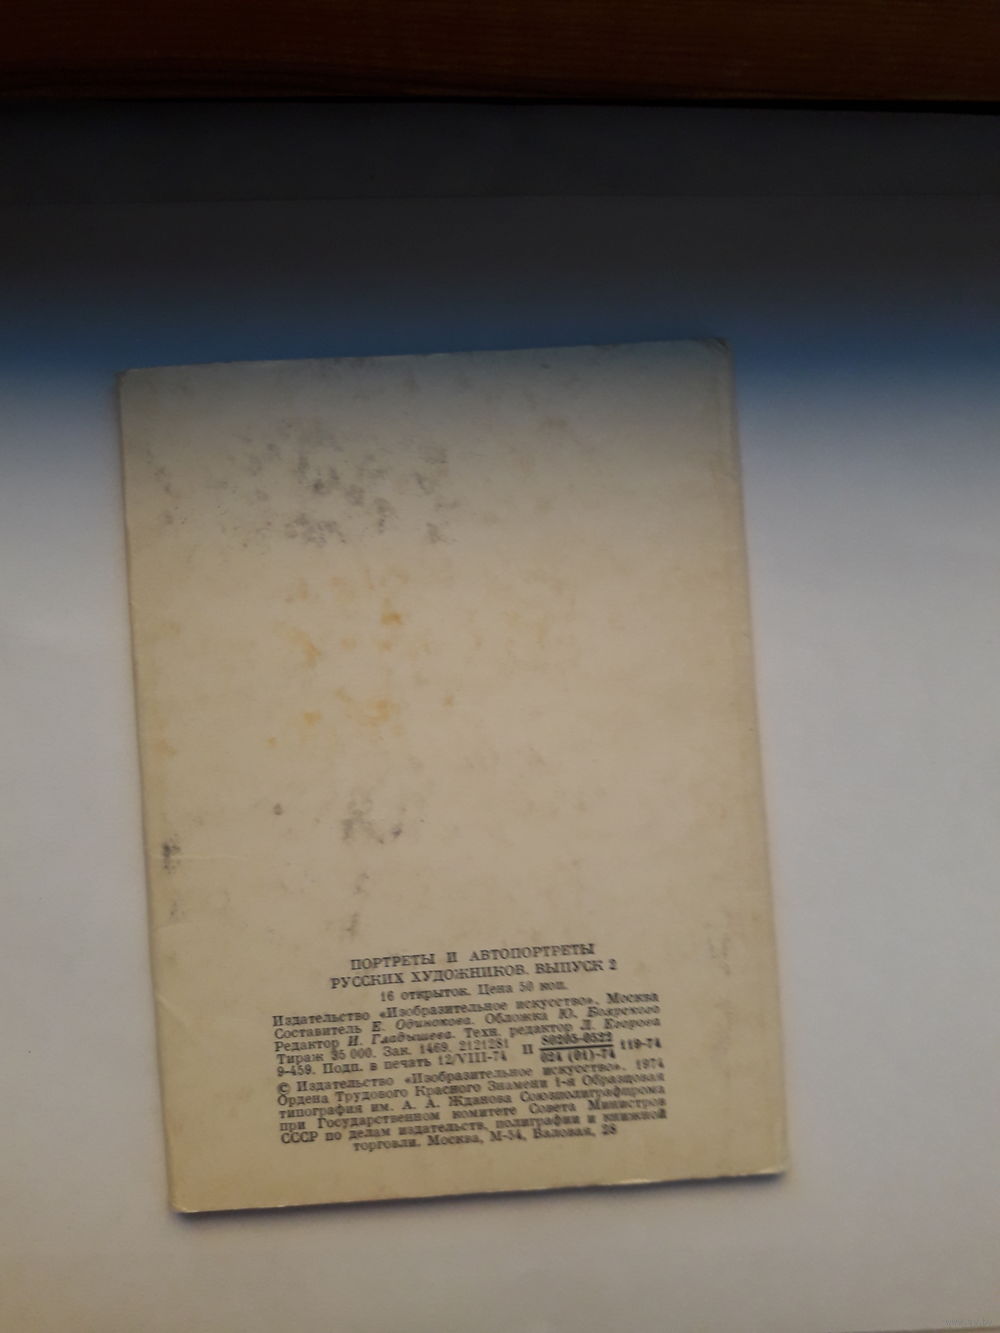 ПОРТРЕТЫ И АВТОПОРТРЕТЫ
РУССКИХ ХУДОЖНИКОВ. ВЫПУСК 2
16 открыток. Цена 50 коп.
Издательство «Изобразительное искусство». Москва
Составитель Е. Одинокова. Обложка Ю. Боярского
Редактор И. Гладышева. Техн. редактор Л. Егорова
Тираж 35 000. Зак. 1469. 2121281
9-459. Подп. в печать 12/VIII-74 П 80205-0522 / 024 (01)-74 119-74
© Издательство «Изобразительное искусство». 1974
Ордена Трудового Красного Знамени 1-я Образцовая
типография им. А. А. Жданова Союзполиграфпрома
при Государственном комитете Совета Министров
СССР по делам издательств, полиграфии и книжной
торговли. Москва, М-54, Валовая, 28